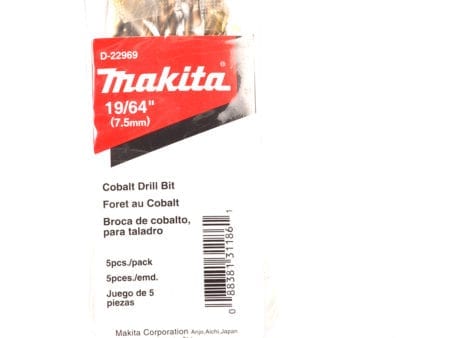 D-22969
makita®
19/64"
(7.5mm)
Cobalt Drill Bit
Foret au Cobalt
Broca de cobalto,
para taladro
5pcs./pack
5pces./emd.
Juego de 5
piezas
0 88381 31186 1
Makita Corporation Anjo,Aichi,Japan